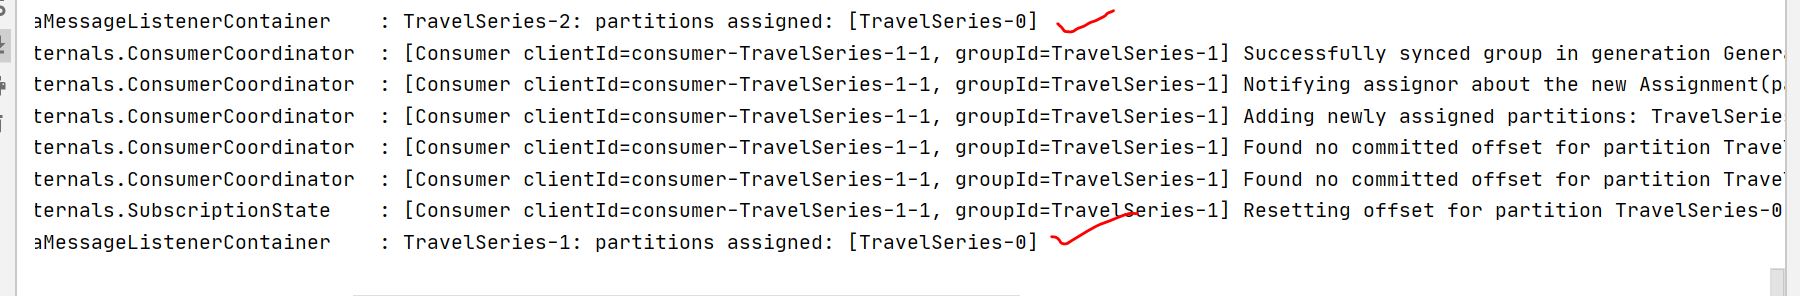 aMessageListenerContainer : TravelSeries-2: partitions assigned: [TravelSeries-0]
ternals.ConsumerCoordinator : [Consumer clientId=consumer-TravelSeries-1-1, groupId=TravelSeries-1] Successfully synced group in generation Gener
ternals.ConsumerCoordinator : [Consumer clientId=consumer-TravelSeries-1-1, groupId=TravelSeries-1] Notifying assignor about the new Assignment(pa
ternals.ConsumerCoordinator : [Consumer clientId=consumer-TravelSeries-1-1, groupId=TravelSeries-1] Adding newly assigned partitions: TravelSerie
ternals.ConsumerCoordinator : [Consumer clientId=consumer-TravelSeries-1-1, groupId=TravelSeries-1] Found no committed offset for partition Travel
ternals.ConsumerCoordinator : [Consumer clientId=consumer-TravelSeries-1-1, groupId=TravelSeries-1] Found no committed offset for partition Travel
ternals.SubscriptionState : [Consumer clientId=consumer-TravelSeries-1-1, groupId=TravelSeries-1] Resetting offset for partition TravelSeries-0
aMessageListenerContainer : TravelSeries-1: partitions assigned: [TravelSeries-0]